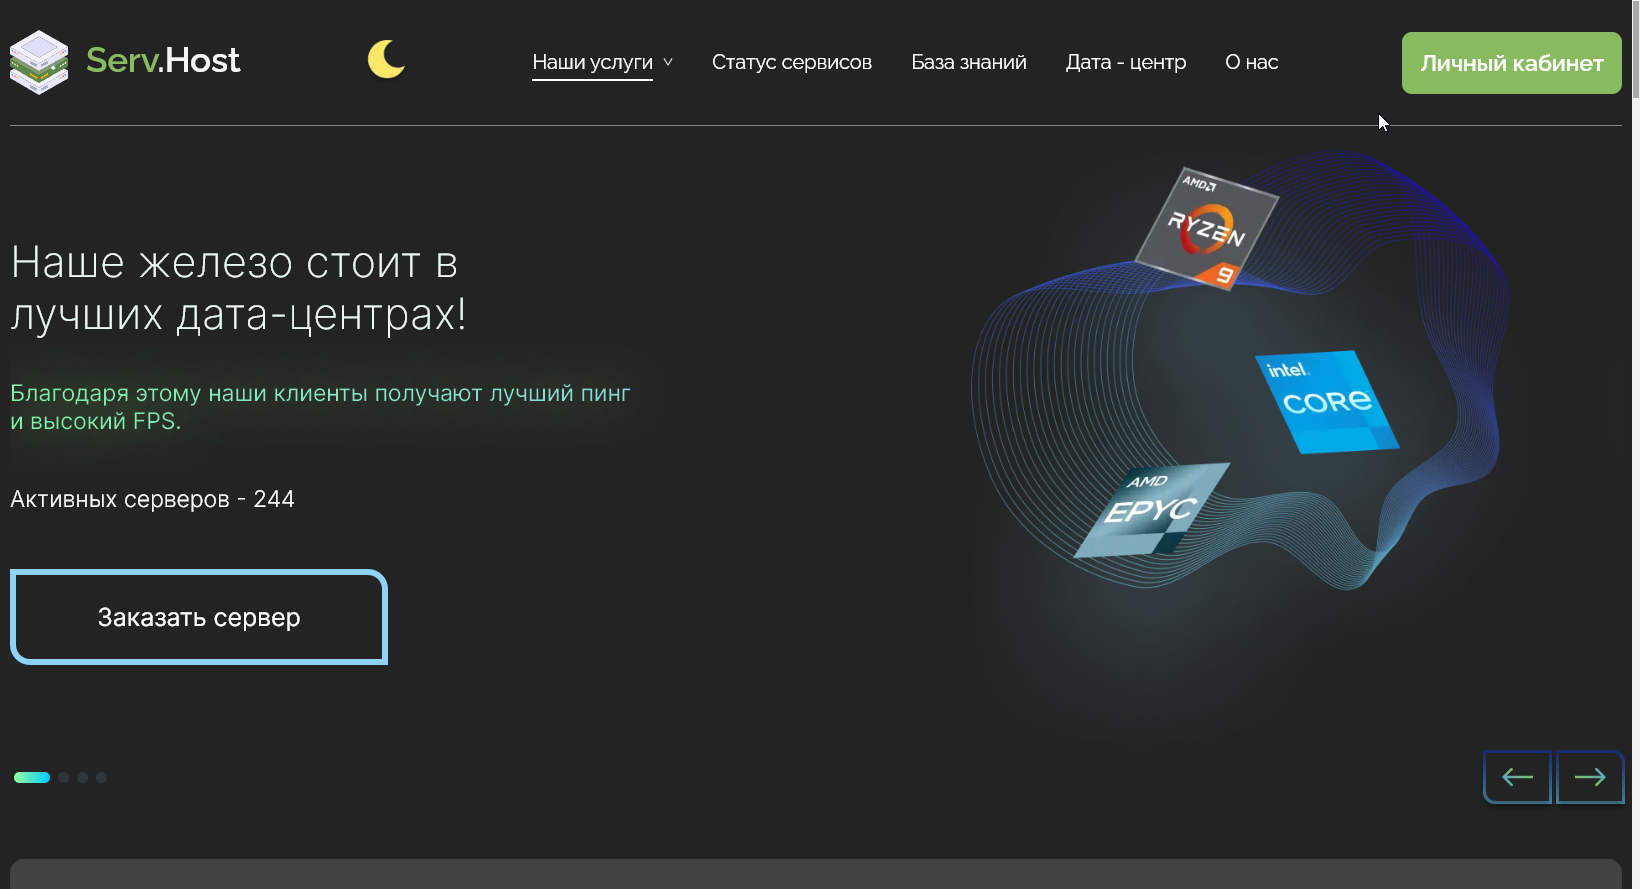 Serv.Host
Наши услуги
Статус сервисов
База знаний
Дата - центр
О нас
Личный кабинет
Наше железо стоит в
лучших дата-центрах!
Благодаря этому наши клиенты получают лучший пинг
и высокий FPS.
Активных серверов - 244
Заказать сервер
AMD
RYZEN
9
intel.
CORE
AMD
EPYC